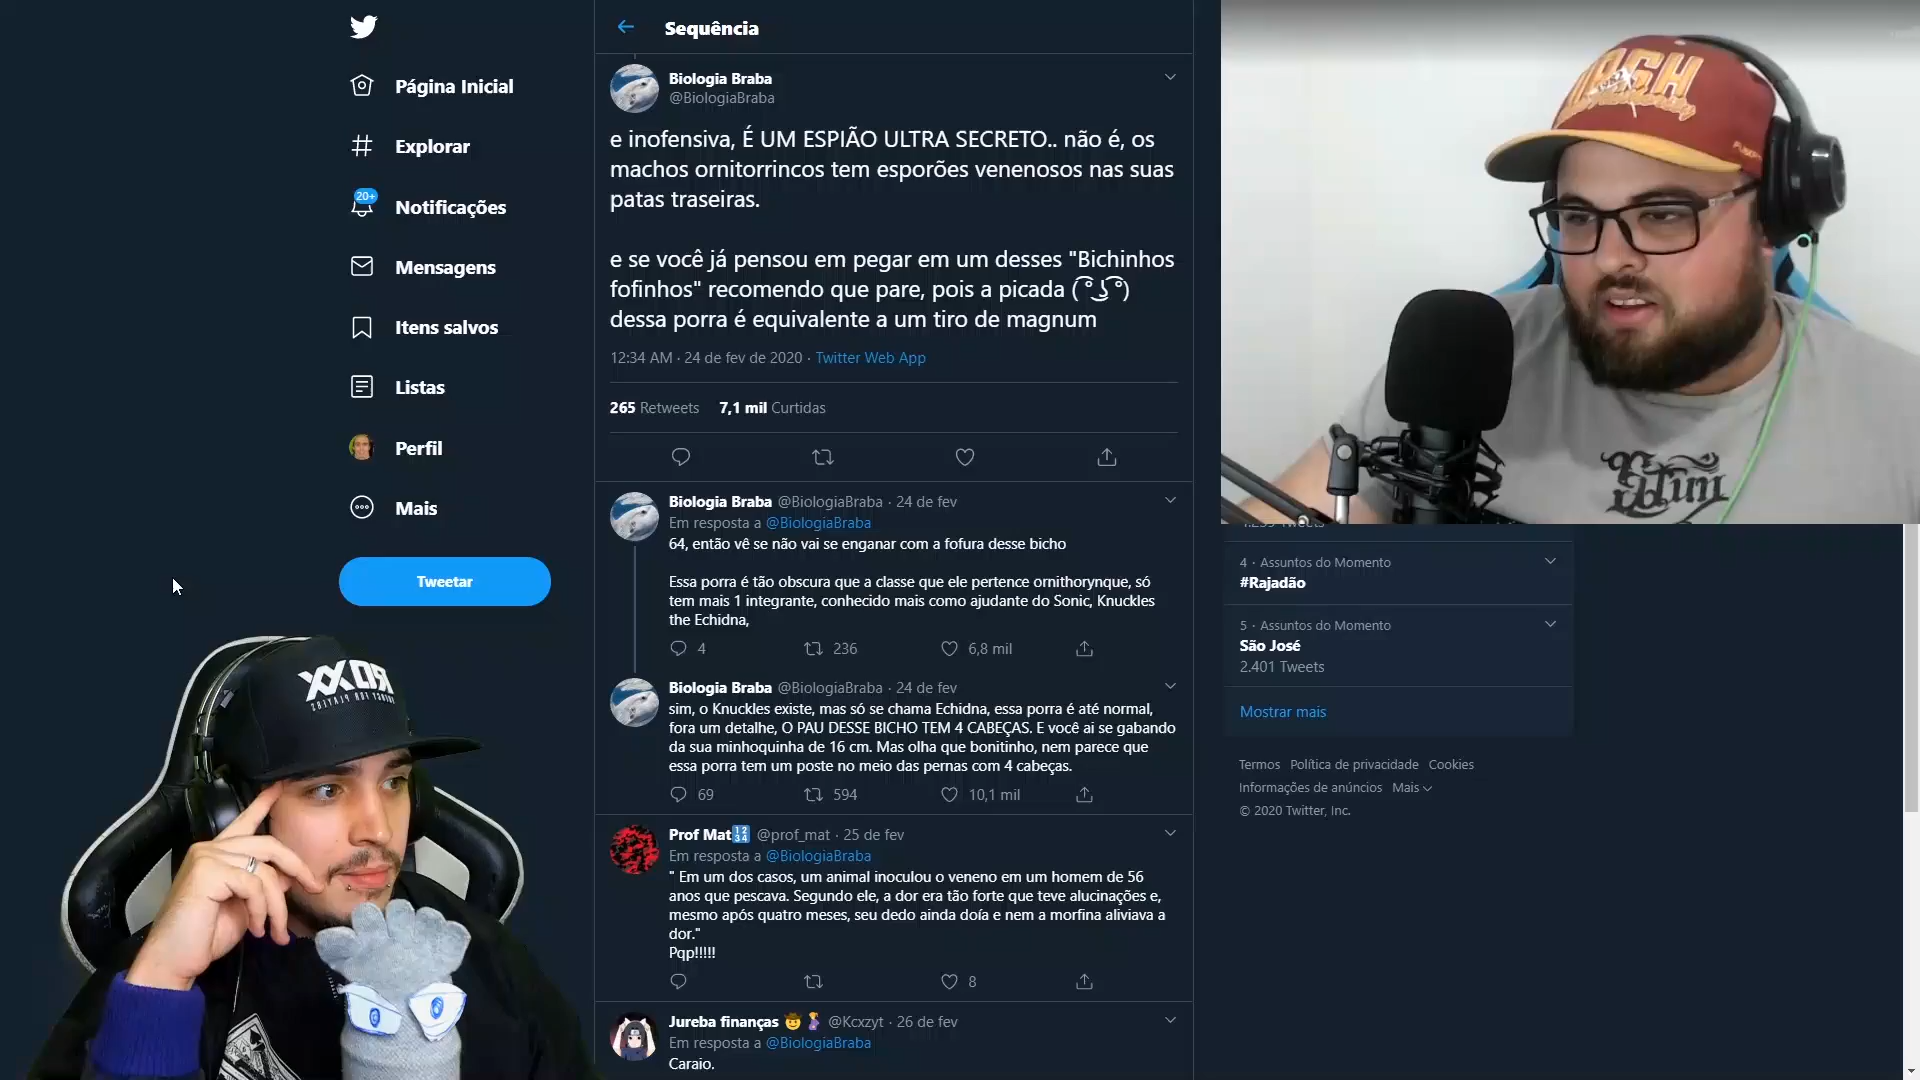 Página Inicial
Explorar
20+
Notificações
Mensagens
Itens salvos
Listas
Perfil
Mais
Tweetar
Sequência
Biologia Braba
@BiologiaBraba
e inofensiva, É UM ESPIÃO ULTRA SECRETO.. não é, os
machos ornitorrincos tem esporões venenosos nas suas
patas traseiras.
e se você já pensou em pegar em um desses "Bichinhos
fofinhos" recomendo que pare, pois a picada ( ͡° ͜ʖ ͡°)
dessa porra é equivalente a um tiro de magnum
12:34 AM · 24 de fev de 2020 · Twitter Web App
265 Retweets 7,1 mil Curtidas
Biologia Braba @BiologiaBraba · 24 de fev
Em resposta a @BiologiaBraba
64, então vê se não vai se enganar com a fofura desse bicho
Essa porra é tão obscura que a classe que ele pertence ornithorynque, só
tem mais 1 integrante, conhecido mais como ajudante do Sonic, Knuckles
the Echidna,
4 236 6,8 mil
Biologia Braba @BiologiaBraba · 24 de fev
sim, o Knuckles existe, mas só se chama Echidna, essa porra é até normal,
fora um detalhe, O PAU DESSE BICHO TEM 4 CABEÇAS. E você ai se gabando
da sua minhoquinha de 16 cm. Mas olha que bonitinho, nem parece que
essa porra tem um poste no meio das pernas com 4 cabeças.
69 594 10,1 mil
Prof Mat🔢 @prof_mat · 25 de fev
Em resposta a @BiologiaBraba
" Em um dos casos, um animal inoculou o veneno em um homem de 56
anos que pescava. Segundo ele, a dor era tão forte que teve alucinações e,
mesmo após quatro meses, seu dedo ainda doía e nem a morfina aliviava a
dor."
Pqp!!!!!
8
Jureba finanças @Kcxzyt · 26 de fev
Em resposta a @BiologiaBraba
Caraio.
4 · Assuntos do Momento
#Rajadão
5 · Assuntos do Momento
São José
2.401 Tweets
Mostrar mais
Termos Política de privacidade Cookies
Informações de anúncios Mais
© 2020 Twitter, Inc.